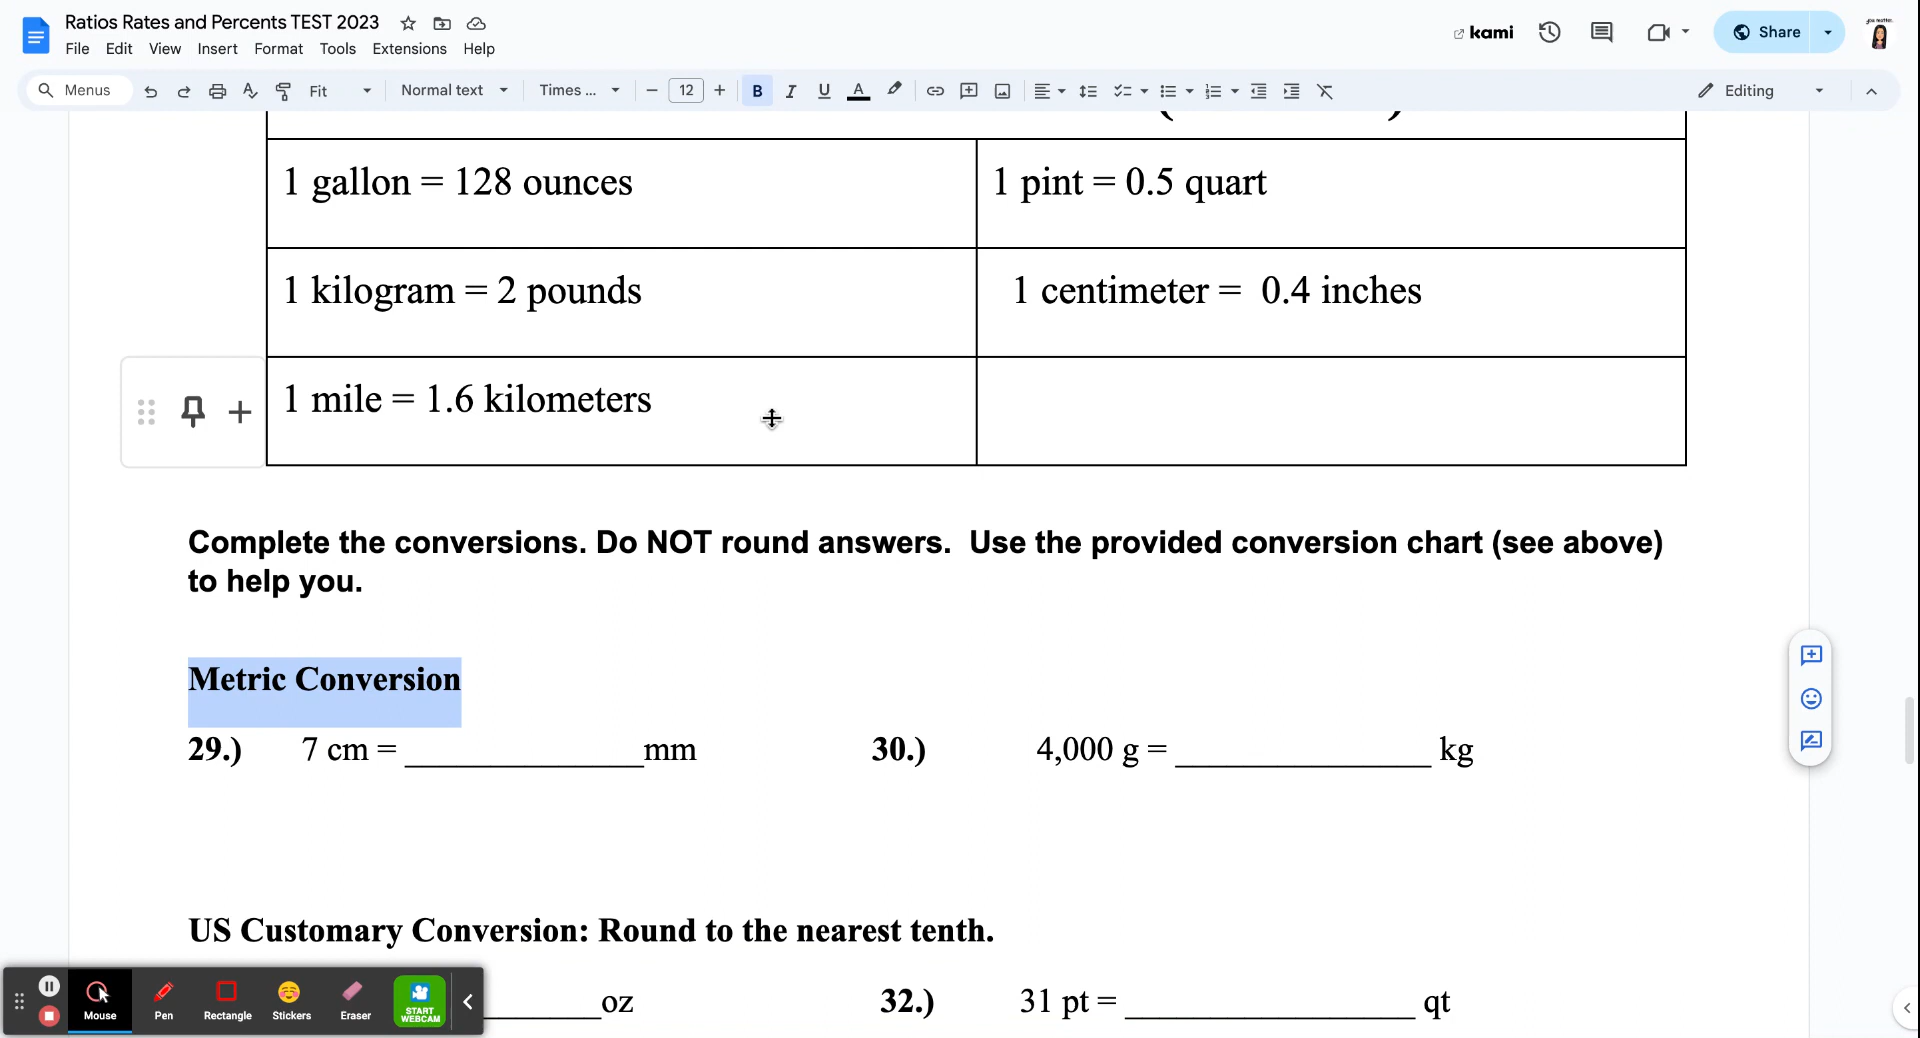 Ratios Rates and Percents TEST 2023
File Edit View Insert Format Tools Extensions Help
kami
Share
Menus
Fit
Normal text
Times ...
12
B I U A
Editing
1 gallon = 128 ounces
1 pint = 0.5 quart
1 kilogram = 2 pounds
1 centimeter = 0.4 inches
1 mile = 1.6 kilometers
Complete the conversions. Do NOT round answers. Use the provided conversion chart (see above)
to help you.
Metric Conversion
29.) 7 cm = ______________mm 30.) 4,000 g = _______________ kg
US Customary Conversion: Round to the nearest tenth.
_______oz 32.) 31 pt = _________________ qt
Mouse Pen Rectangle Stickers Eraser START
WEBCAM